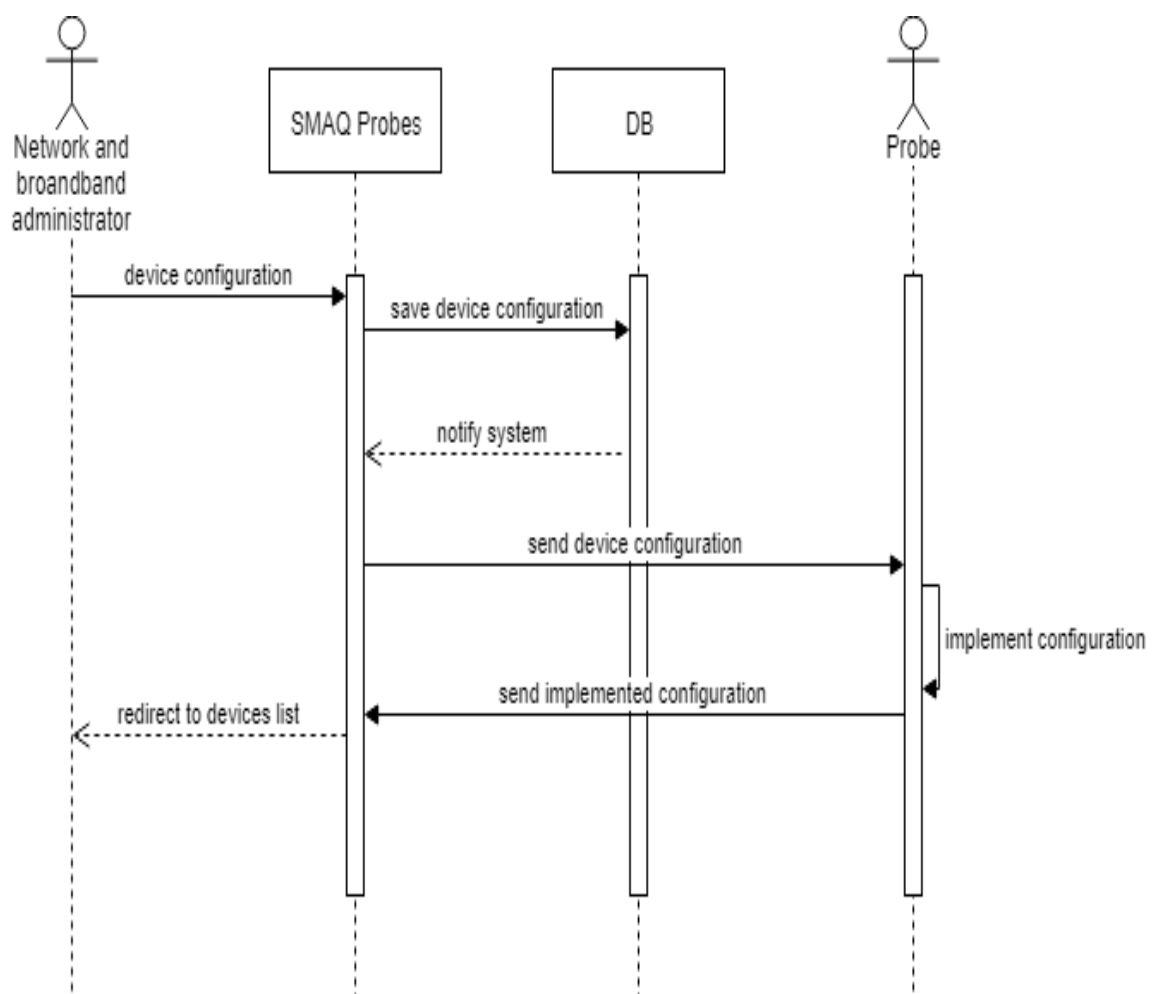 Network and
broandband
administrator
SMAQ Probes
DB
Probe
device configuration
save device configuration
notify system
send device configuration
implement configuration
send implemented configuration
redirect to devices list